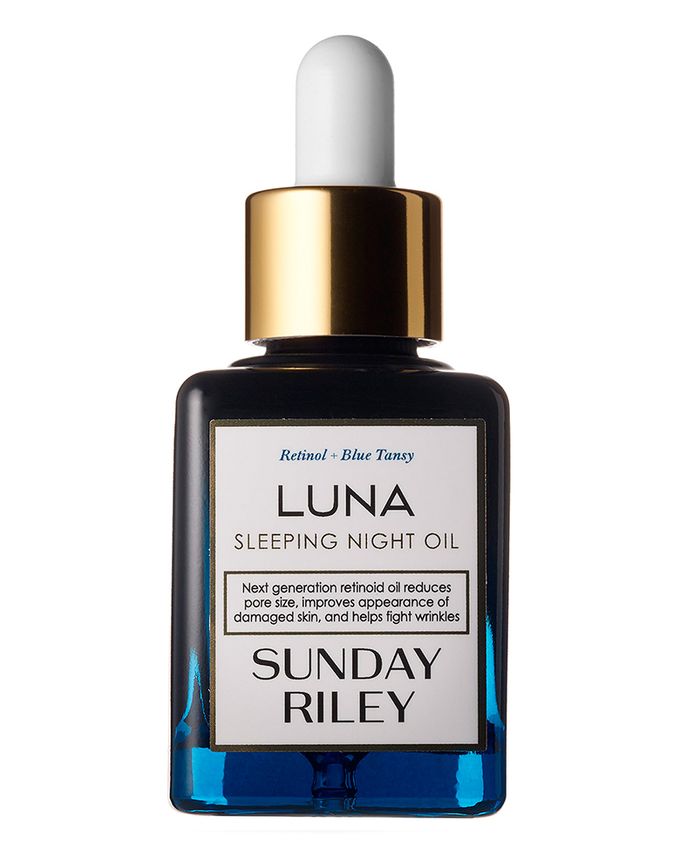 Retinol + Blue Tansy
LUNA
SLEEPING NIGHT OIL
Next generation retinoid oil reduces
pore size, improves appearance of
damaged skin, and helps fight wrinkles
SUNDAY
RILEY